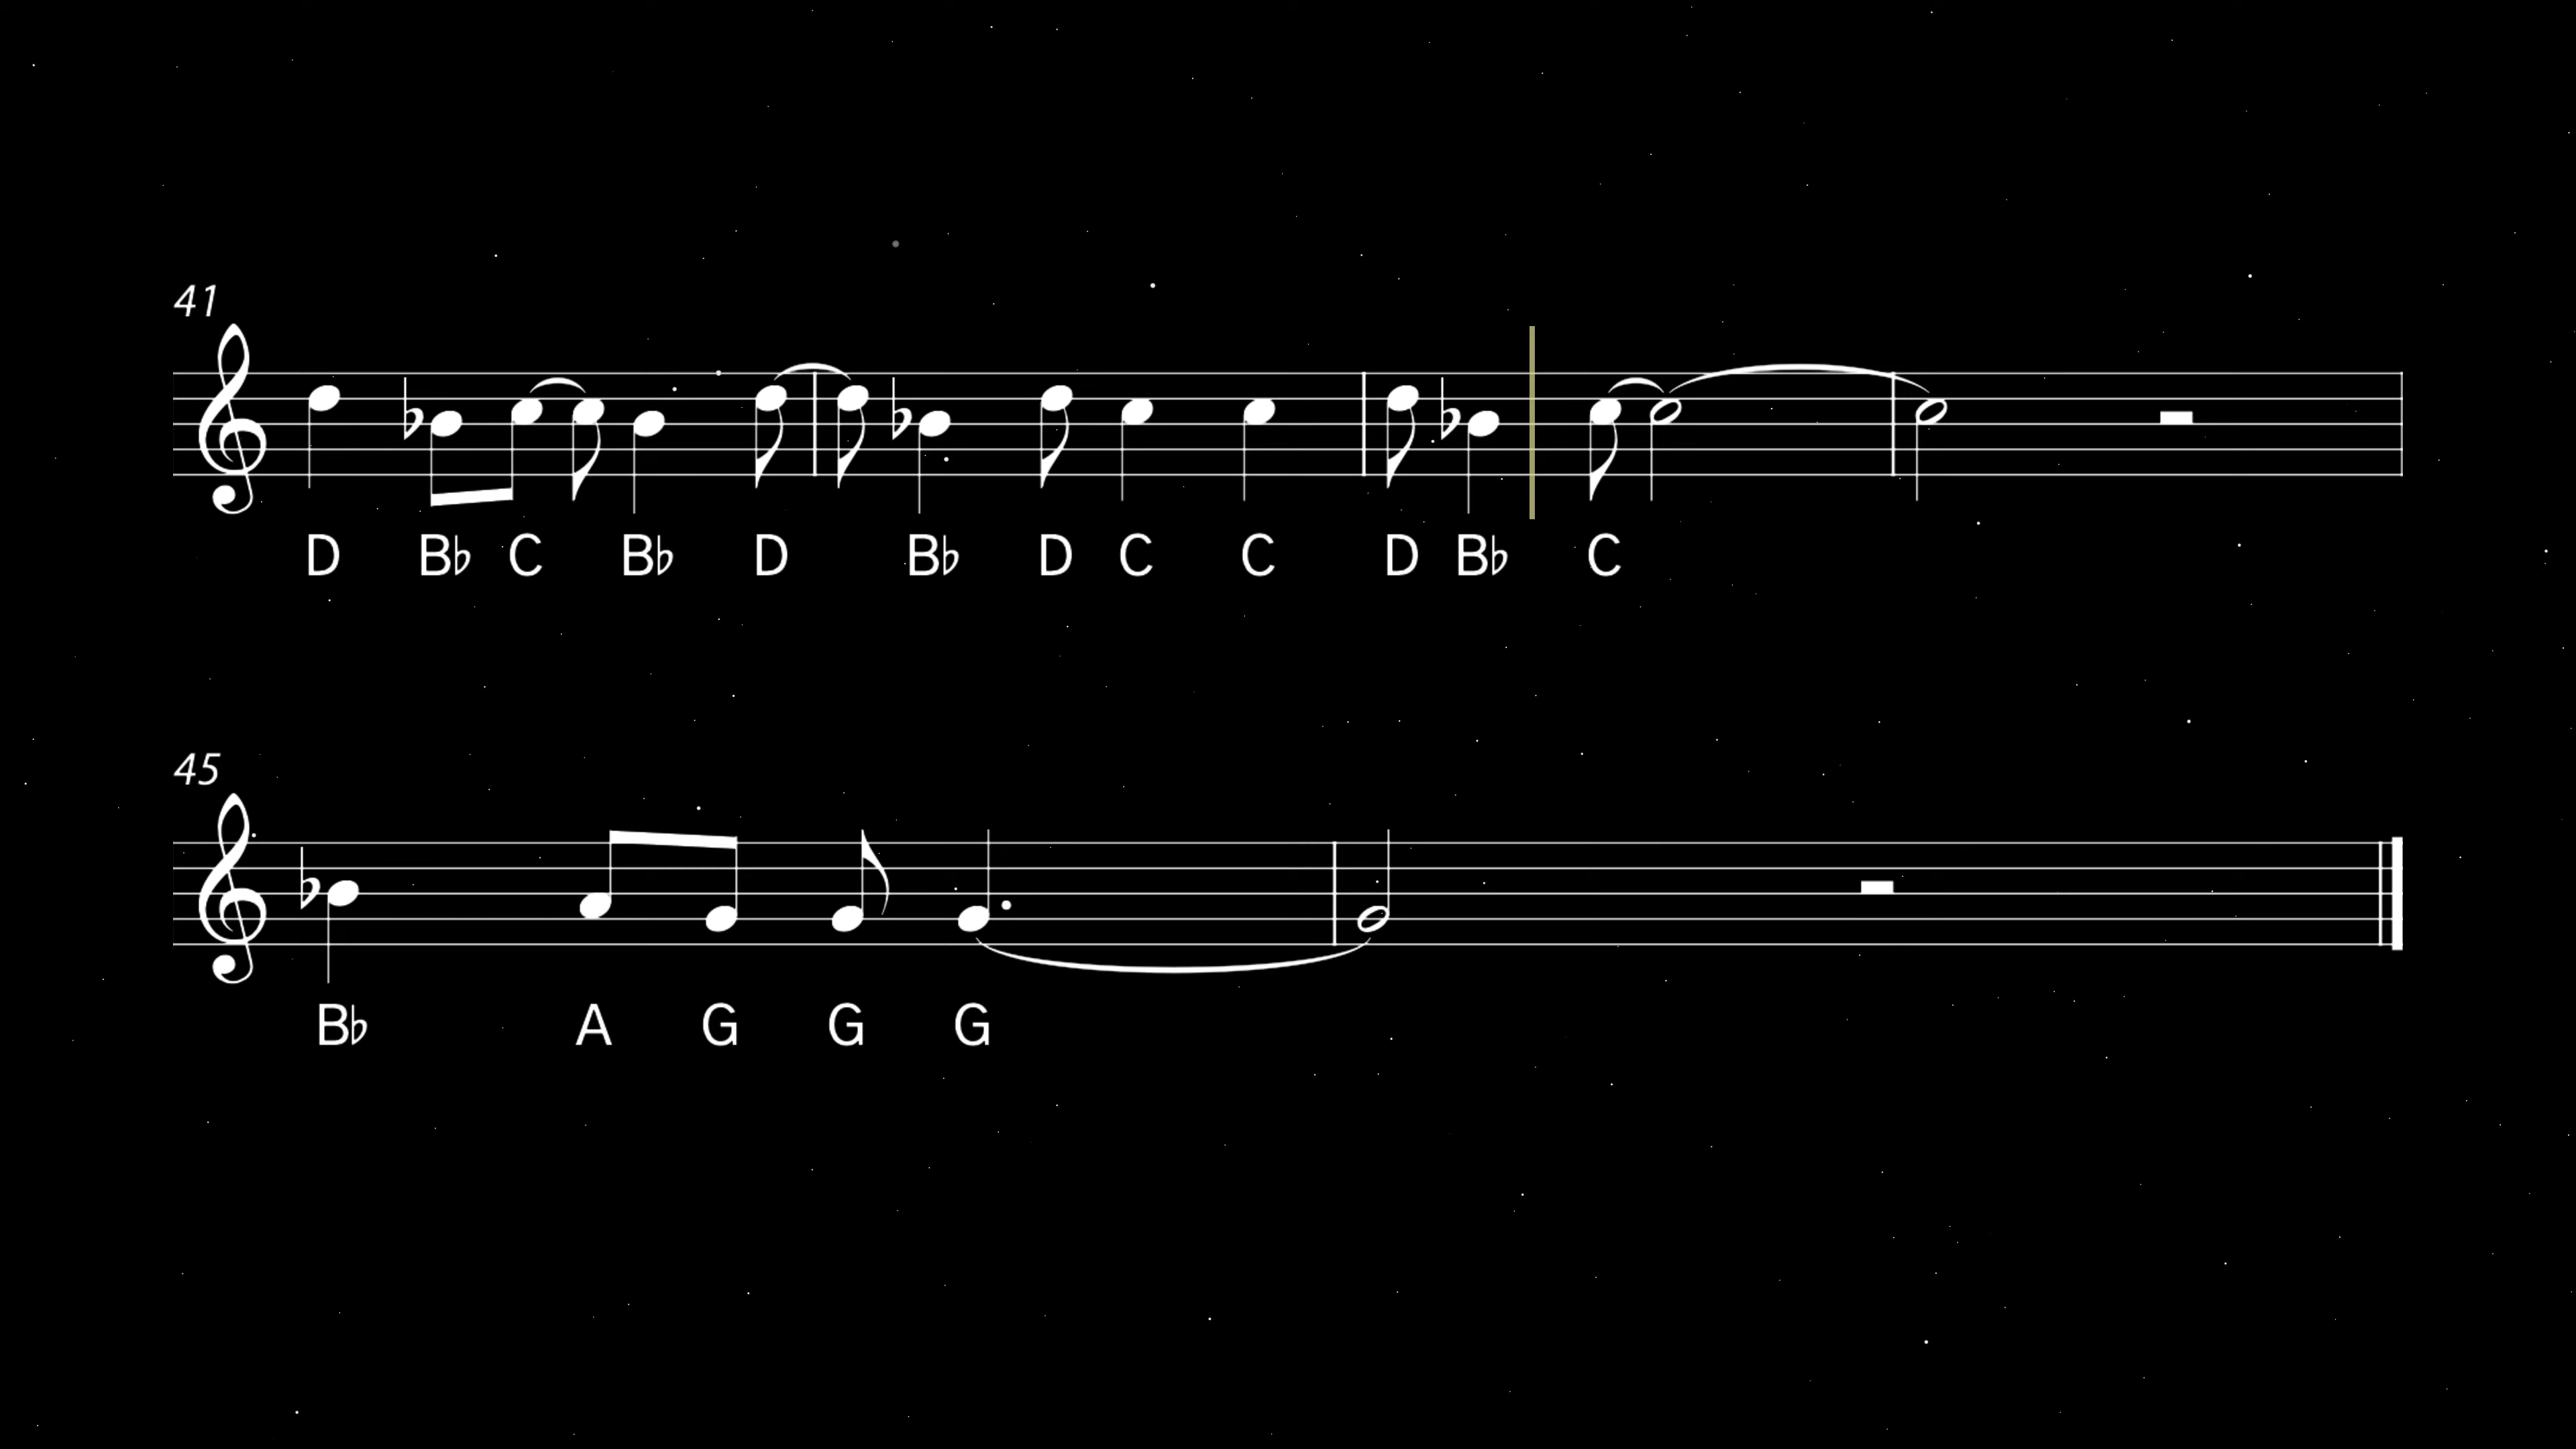 41
D B♭ C B♭ D B♭ D C C D B♭ C
45
B♭ A G G G